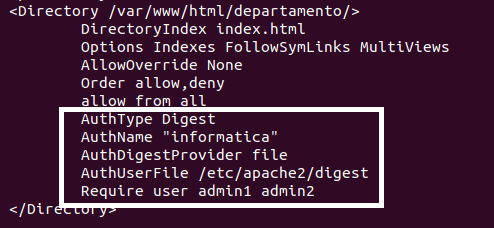 <Directory /var/www/html/departamento/>
DirectoryIndex index.html
Options Indexes FollowSymLinks MultiViews
AllowOverride None
Order allow,deny
allow from all
AuthType Digest
AuthName "informatica"
AuthDigestProvider file
AuthUserFile /etc/apache2/digest
Require user admin1 admin2
</Directory>